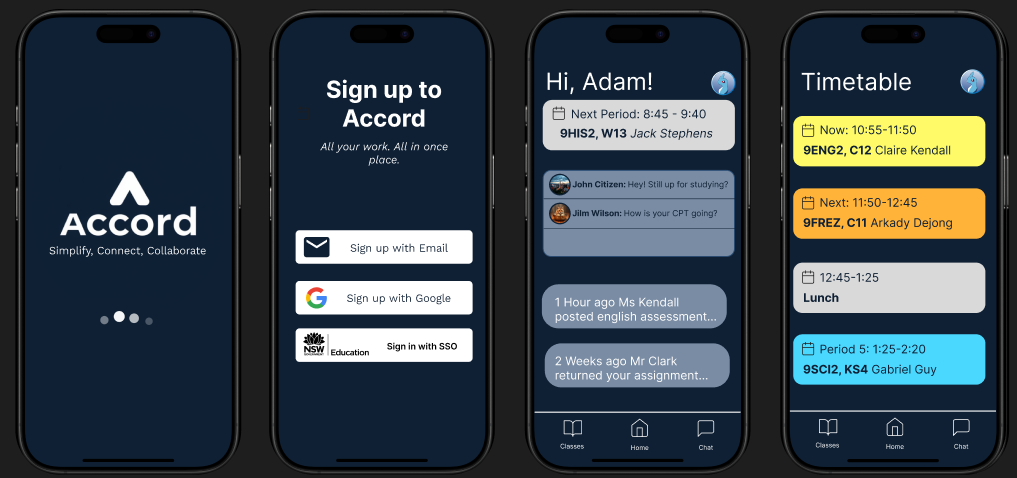 Accord
Simplify, Connect, Collaborate
Sign up to
Accord
All your work. All in once
place.
Sign up with Email
Sign up with Google
NSW
GOVERNMENT
Education
Sign in with SSO
Hi, Adam!
Next Period: 8:45 - 9:40
9HIS2, W13 Jack Stephens
John Citizen: Hey! Still up for studying?
Jilm Wilson: How is your CPT going?
1 Hour ago Ms Kendall
posted english assessment...
2 Weeks ago Mr Clark
returned your assignment...
Classes
Home
Chat
Timetable
Now: 10:55-11:50
9ENG2, C12 Claire Kendall
Next: 11:50-12:45
9FREZ, C11 Arkady Dejong
12:45-1:25
Lunch
Period 5: 1:25-2:20
9SCI2, KS4 Gabriel Guy
Classes
Home
Chat